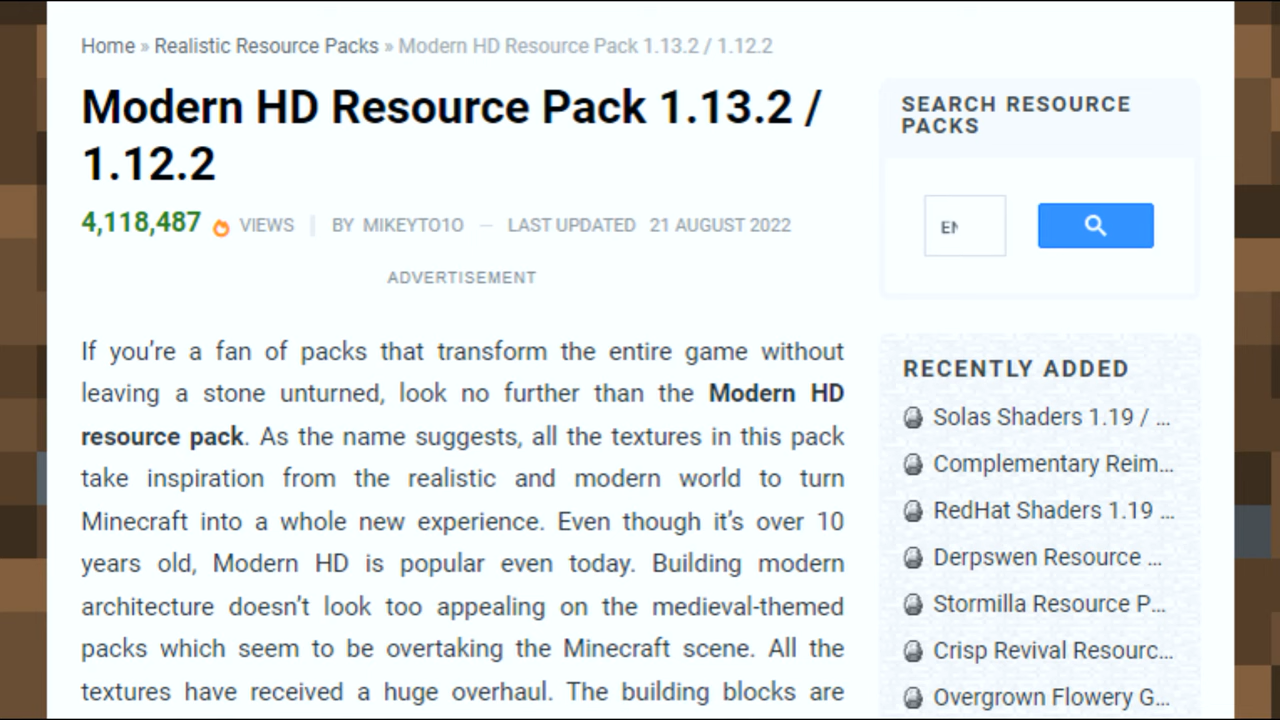 Home » Realistic Resource Packs » Modern HD Resource Pack 1.13.2 / 1.12.2
Modern HD Resource Pack 1.13.2 /
1.12.2
4,118,487 VIEWS BY MIKEYTO1O — LAST UPDATED 21 AUGUST 2022
ADVERTISEMENT
If you’re a fan of packs that transform the entire game without
leaving a stone unturned, look no further than the Modern HD
resource pack. As the name suggests, all the textures in this pack
take inspiration from the realistic and modern world to turn
Minecraft into a whole new experience. Even though it’s over 10
years old, Modern HD is popular even today. Building modern
architecture doesn’t look too appealing on the medieval-themed
packs which seem to be overtaking the Minecraft scene. All the
textures have received a huge overhaul. The building blocks are
SEARCH RESOURCE
PACKS
RECENTLY ADDED
Solas Shaders 1.19 / ...
Complementary Reim...
RedHat Shaders 1.19 ...
Derpswen Resource ...
Stormilla Resource P...
Crisp Revival Resourc...
Overgrown Flowery G...